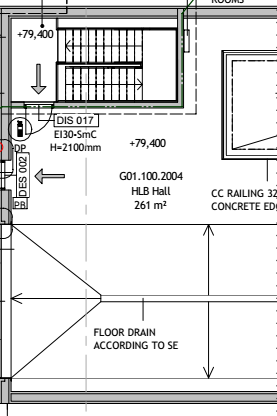 ROOMS
+79,400
DIS 017
EI30-SmC
H=2100mm
+79,400
DP
DES 002
PR
G01.100.2004
HLB Hall
261 m²
CC RAILING 32
CONCRETE EDG
FLOOR DRAIN
ACCORDING TO SE